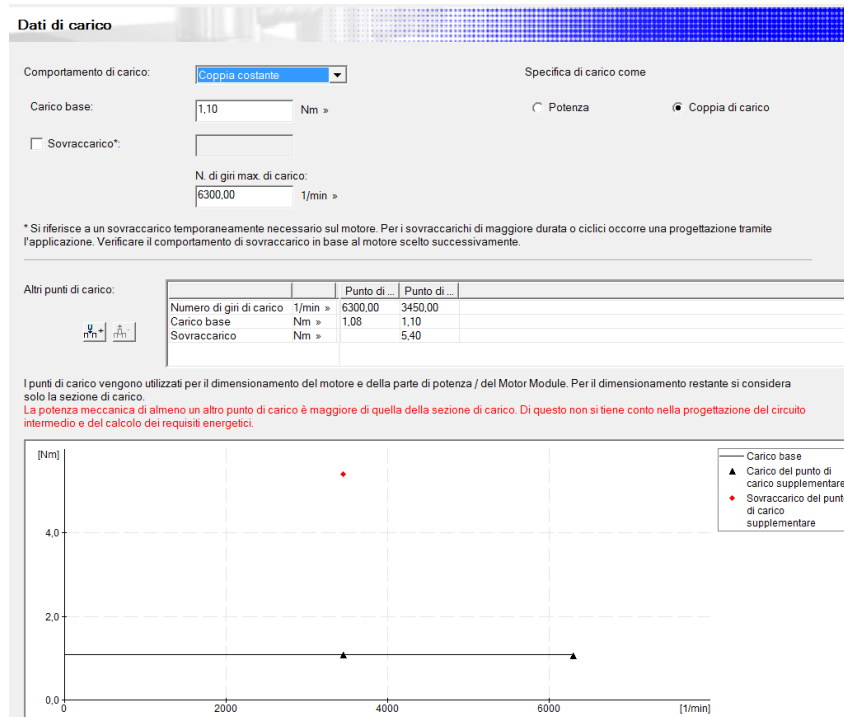 Dati di carico
Comportamento di carico: Coppia costante Specifica di carico come
Carico base: 1,10 Nm » Potenza Coppia di carico
Sovraccarico*:
N. di giri max. di carico:
6300,00 1/min »
* Si riferisce a un sovraccarico temporaneamente necessario sul motore. Per i sovraccarichi di maggiore durata o ciclici occorre una progettazione tramite
l'applicazione. Verificare il comportamento di sovraccarico in base al motore scelto successivamente.
Altri punti di carico: Punto di ... Punto di ...
Numero di giri di carico 1/min » 6300,00 3450,00
Carico base Nm » 1,08 1,10
Sovraccarico Nm » 5,40
I punti di carico vengono utilizzati per il dimensionamento del motore e della parte di potenza / del Motor Module. Per il dimensionamento restante si considera
solo la sezione di carico.
La potenza meccanica di almeno un altro punto di carico è maggiore di quella della sezione di carico. Di questo non si tiene conto nella progettazione del circuito
intermedio e del calcolo dei requisiti energetici.
[Nm]
Carico base
Carico del punto di
carico supplementare
Sovraccarico del punto
di carico
supplementare
4,0
2,0
0,0
0 2000 4000 6000 [1/min]